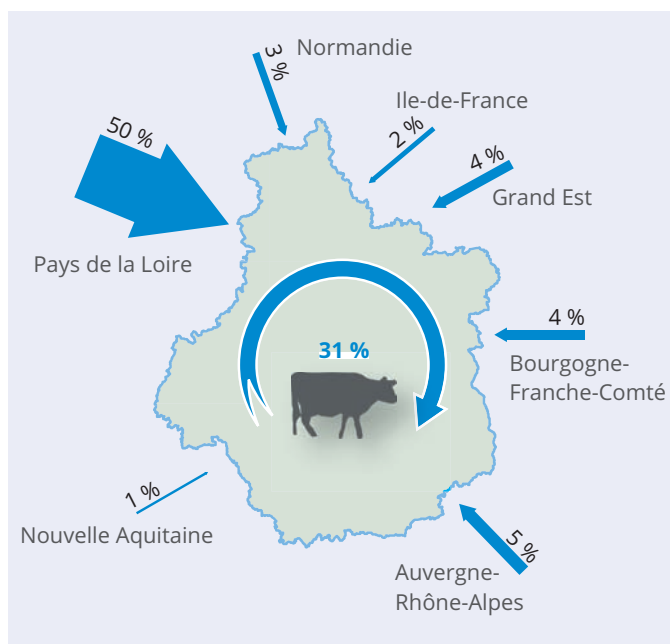 Normandie
3 %
Ile-de-France
2 %
50 %
4 %
Grand Est
Pays de la Loire
4 %
31 %
Bourgogne-
Franche-Comté
1 %
Nouvelle Aquitaine
5 %
Auvergne-
Rhône-Alpes